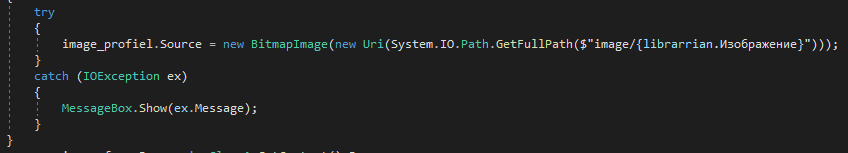 try
{
image_profiel.Source = new BitmapImage(new Uri(System.IO.Path.GetFullPath($"image/{librarrian.Изображение}")));
}
catch (IOException ex)
{
MessageBox.Show(ex.Message);
}
}